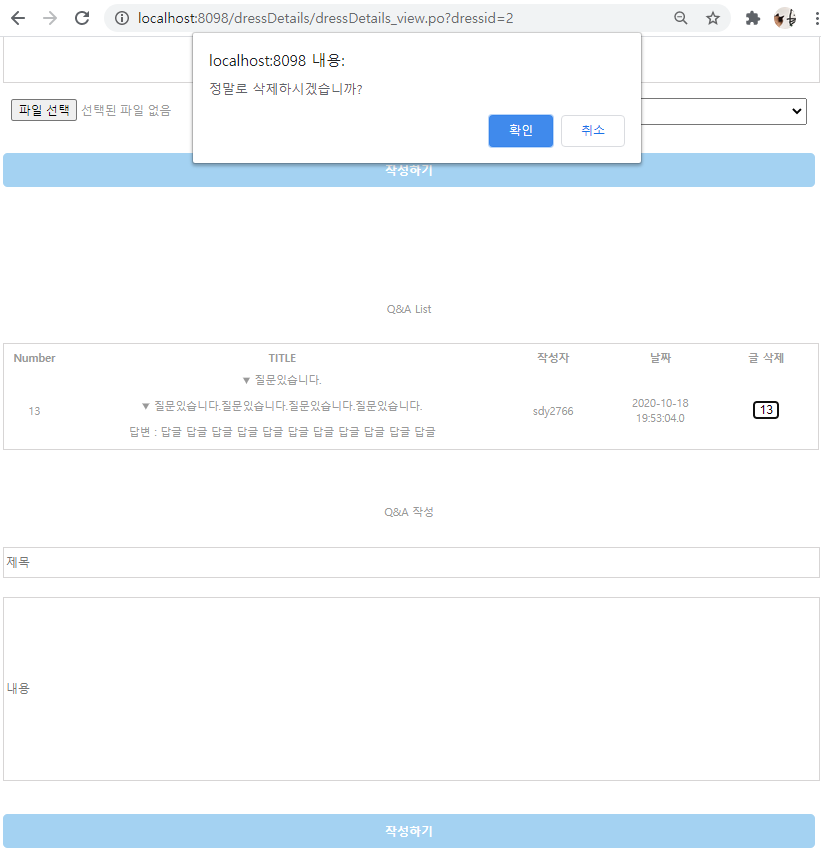 localhost:8098/dressDetails/dressDetails_view.po?dressid=2
localhost:8098 내용:
정말로 삭제하시겠습니까?
확인 취소
파일 선택 선택된 파일 없음
작성하기
Q&A List
Number TITLE 작성자 날짜 글 삭제
▼ 질문있습니다.
▼ 질문있습니다.질문있습니다.질문있습니다.질문있습니다.
답변 : 답글 답글 답글 답글 답글 답글 답글 답글 답글 답글 답글
13 sdy2766 2020-10-18
19:53:04.0
13
Q&A 작성
제목
내용
작성하기